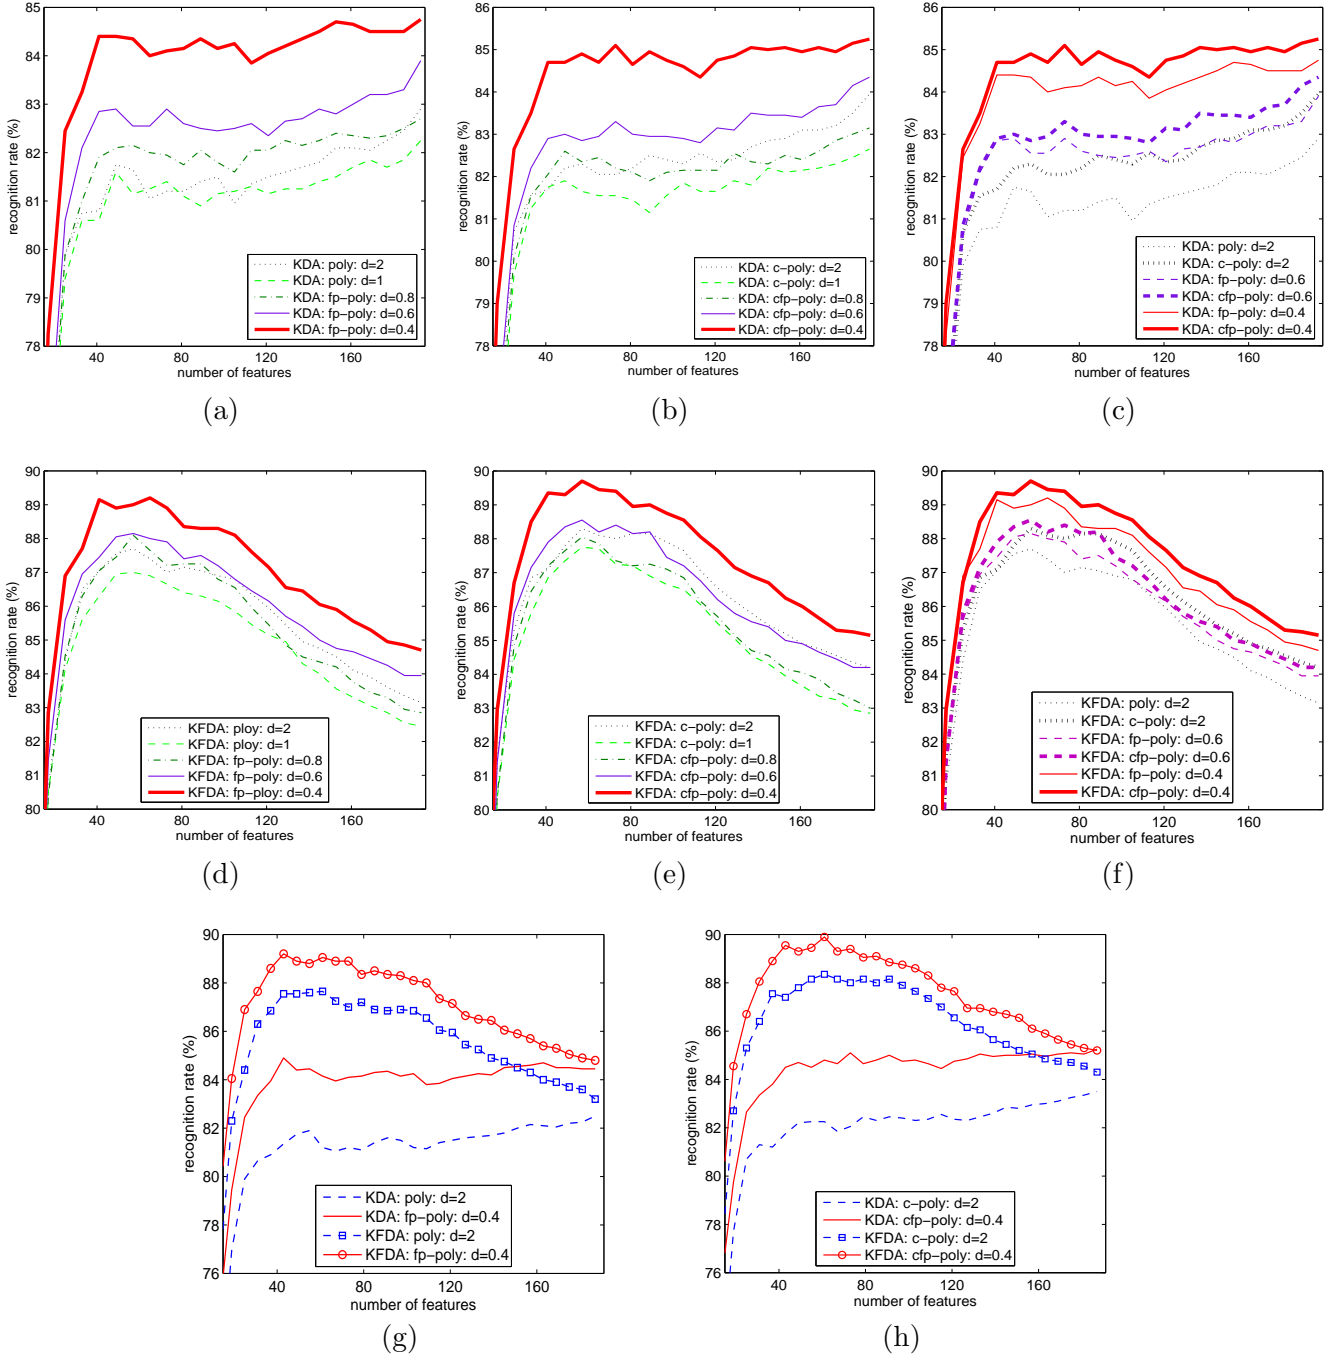 85
84
83
82
81
80
79
78
40
80
120
160
recognition rate (%)
number of features
KDA: poly: d=2
KDA: poly: d=1
KDA: fp−poly: d=0.8
KDA: fp−poly: d=0.6
KDA: fp−poly: d=0.4
(a)
86
85
84
83
82
81
80
79
78
40
80
120
160
recognition rate (%)
number of features
KDA: c−poly: d=2
KDA: c−poly: d=1
KDA: cfp−poly: d=0.8
KDA: cfp−poly: d=0.6
KDA: cfp−poly: d=0.4
(b)
86
85
84
83
82
81
80
79
78
40
80
120
160
recognition rate (%)
number of features
KDA: poly: d=2
KDA: c−poly: d=2
KDA: fp−poly: d=0.6
KDA: cfp−poly: d=0.6
KDA: fp−poly: d=0.4
KDA: cfp−poly: d=0.4
(c)
90
89
88
87
86
85
84
83
82
81
80
40
80
120
160
recognition rate (%)
number of features
KFDA: ploy: d=2
KFDA: ploy: d=1
KFDA: fp−poly: d=0.8
KFDA: fp−poly: d=0.6
KFDA: fp−ploy: d=0.4
(d)
90
89
88
87
86
85
84
83
82
81
80
40
80
120
160
recognition rate (%)
number of features
KFDA: c−poly: d=2
KFDA: c−poly: d=1
KFDA: cfp−poly: d=0.8
KFDA: cfp−poly: d=0.6
KFDA: cfp−poly: d=0.4
(e)
90
89
88
87
86
85
84
83
82
81
80
40
80
120
160
recognition rate (%)
number of features
KFDA: poly: d=2
KFDA: c−poly: d=2
KFDA: fp−poly: d=0.6
KFDA: cfp−poly: d=0.6
KFDA: fp−poly: d=0.4
KFDA: cfp−poly: d=0.4
(f)
90
88
86
84
82
80
78
76
40
80
120
160
recognition rate (%)
number of features
KDA: poly: d=2
KDA: fp−poly: d=0.4
KFDA: poly: d=2
KFDA: fp−poly: d=0.4
(g)
90
88
86
84
82
80
78
76
40
80
120
160
recognition rate (%)
number of features
KDA: c−poly: d=2
KDA: cfp−poly: d=0.4
KFDA: c−poly: d=2
KFDA: cfp−poly: d=0.4
(h)